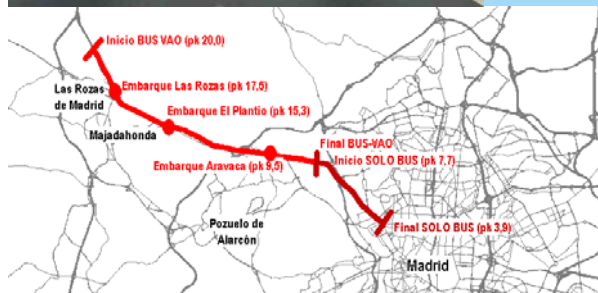 Inicio BUS VAO (pk 20,0)
Las Rozas
de Madrid
Embarque Las Rozas (pk 17,5)
Embarque El Plantio (pk 15,3)
Majadahonda
Final BUS-VAO
Embarque Aravaca (pk 9,5)
Inicio SOLO BUS (pk 7,7)
Pozuelo de
Alarcón
Final SOLO BUS (pk 3,9)
Madrid